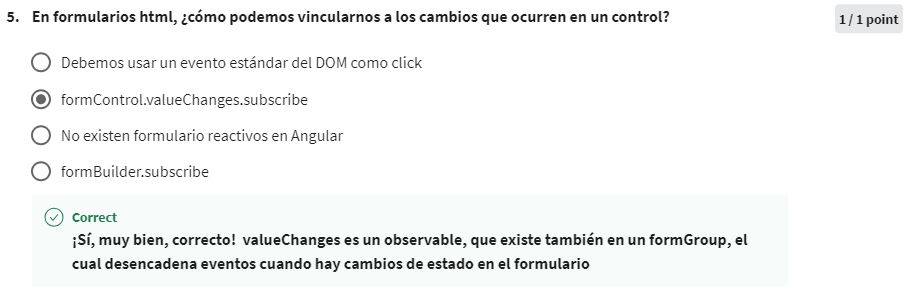 5. En formularios html, ¿cómo podemos vincularnos a los cambios que ocurren en un control?
1 / 1 point
Debemos usar un evento estándar del DOM como click
formControl.valueChanges.subscribe
No existen formulario reactivos en Angular
formBuilder.subscribe
Correct
¡Sí, muy bien, correcto! valueChanges es un observable, que existe también en un formGroup, el
cual desencadena eventos cuando hay cambios de estado en el formulario